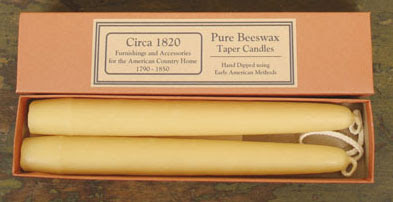 Circa 1820
Furnishings and Accessories
for the American Country Home
1790 - 1850
Pure Beeswax
Taper Candles
Hand Dipped using
Early American Methods